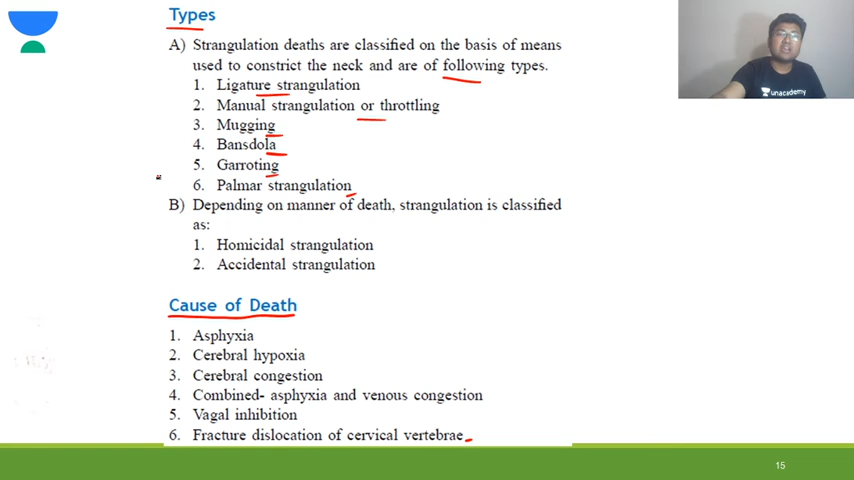 Types
A) Strangulation deaths are classified on the basis of means
used to constrict the neck and are of following types.
1. Ligature strangulation
2. Manual strangulation or throttling
3. Mugging
4. Bansdola
5. Garroting
6. Palmar strangulation
B) Depending on manner of death, strangulation is classified
as:
1. Homicidal strangulation
2. Accidental strangulation
Cause of Death
1. Asphyxia
2. Cerebral hypoxia
3. Cerebral congestion
4. Combined- asphyxia and venous congestion
5. Vagal inhibition
6. Fracture dislocation of cervical vertebrae
unacademy
15